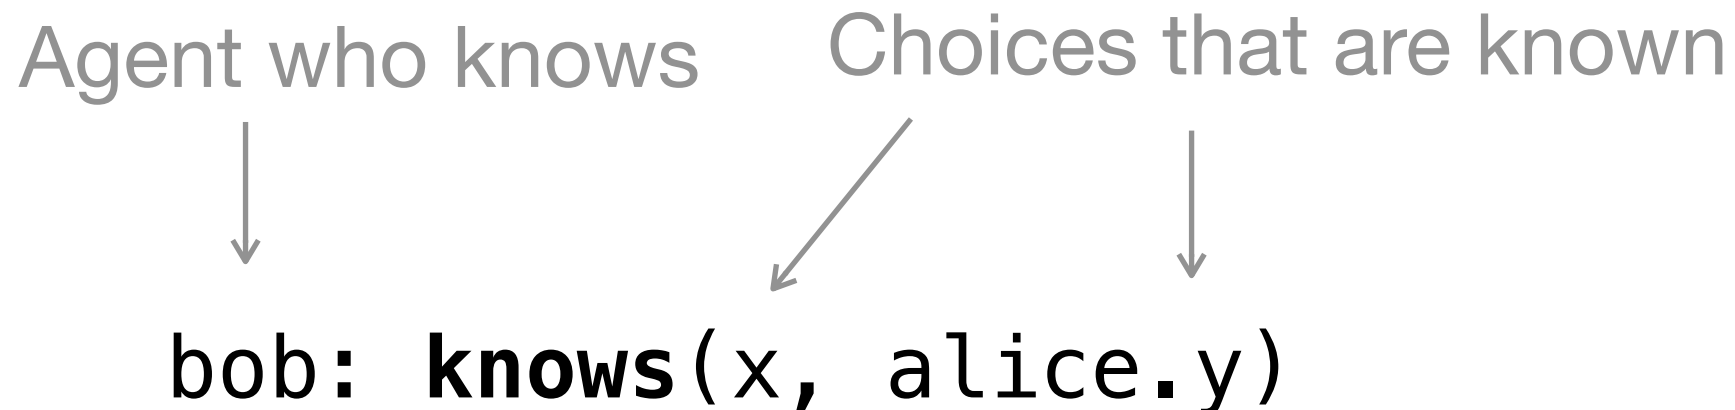 Agent who knows
Choices that are known
bob: knows(x, alice.y)